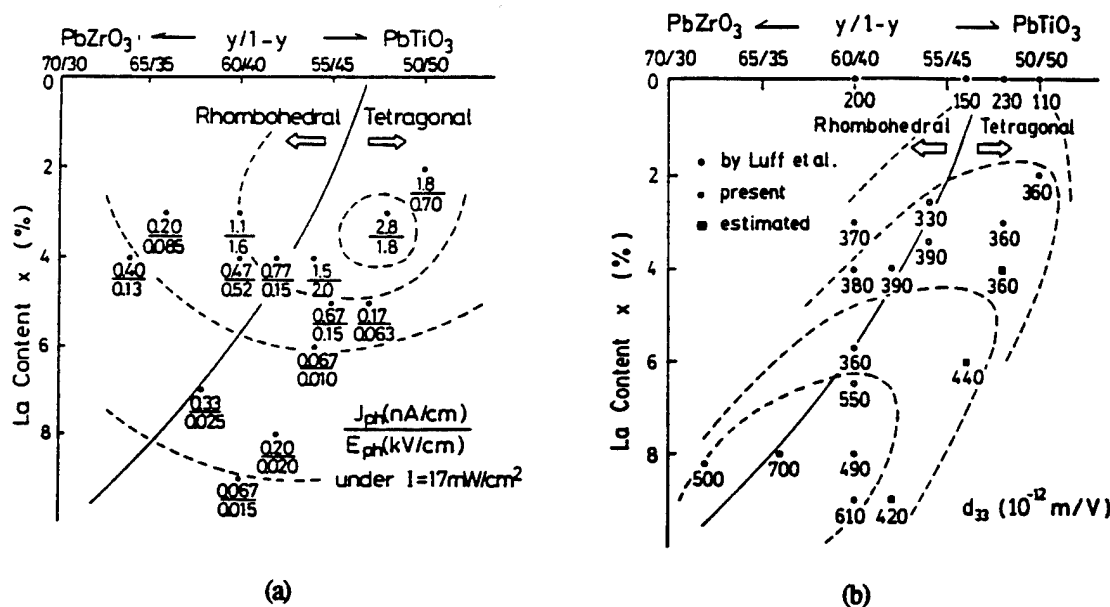 PbZrO3 ← y/1-y → PbTiO3
70/30 65/35 60/40 55/45 50/50
0
Rhombohedral Tetragonal
2
4
6
8
La Content x (%)
1.8
0.70
0.20
0.085
1.1
1.6
2.8
1.8
0.40
0.13
0.47
0.52
0.77
0.15
1.5
2.0
0.67
0.15
0.17
0.063
0.067
0.010
0.33
0.025
0.20
0.020
0.067
0.015
Jph(nA/cm)
Eph(kV/cm)
under I=17mW/cm²
(a)
PbZrO3 ← y/1-y → PbTiO3
70/30 65/35 60/40 55/45 50/50
0
200 150 230 110
Rhombohedral Tetragonal
• by Luff et al.
• present
■ estimated
2
4
6
8
La Content x (%)
360
330
370 360
390
380 390 360
360
440
550
500 700 490
610 420
d33 (10⁻¹² m/V)
(b)